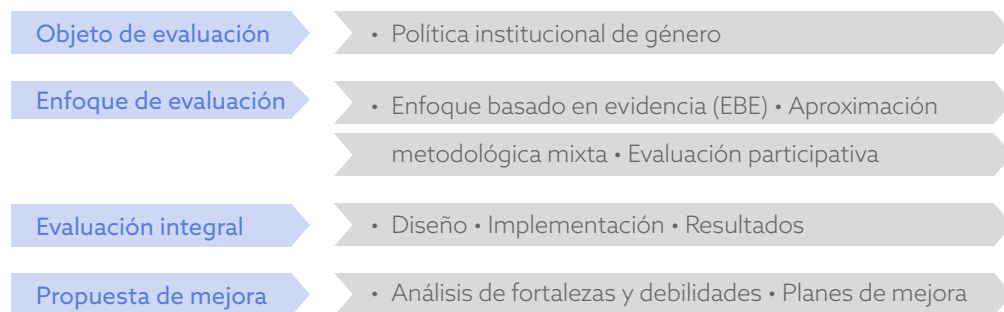 Objeto de evaluación
• Política institucional de género
Enfoque de evaluación
• Enfoque basado en evidencia (EBE) • Aproximación
metodológica mixta • Evaluación participativa
Evaluación integral
• Diseño • Implementación • Resultados
Propuesta de mejora
• Análisis de fortalezas y debilidades • Planes de mejora